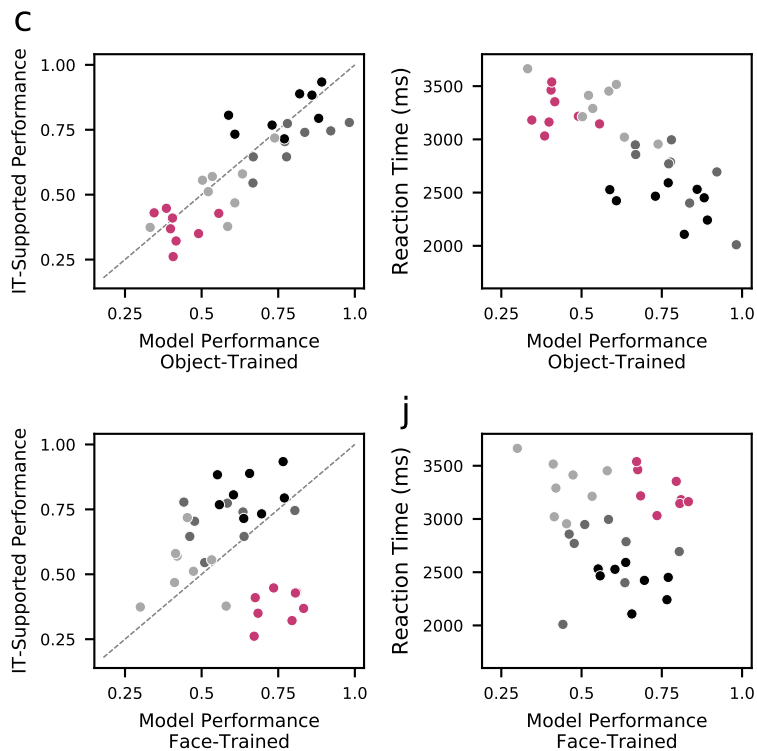 c
IT-Supported Performance
1.00
0.75
0.50
0.25
0.25 0.5 0.75 1.0
Model Performance
Object-Trained
Reaction Time (ms)
3500
3000
2500
2000
0.25 0.5 0.75 1.0
Model Performance
Object-Trained
j
IT-Supported Performance
1.00
0.75
0.50
0.25
0.25 0.5 0.75 1.0
Model Performance
Face-Trained
Reaction Time (ms)
3500
3000
2500
2000
0.25 0.5 0.75 1.0
Model Performance
Face-Trained